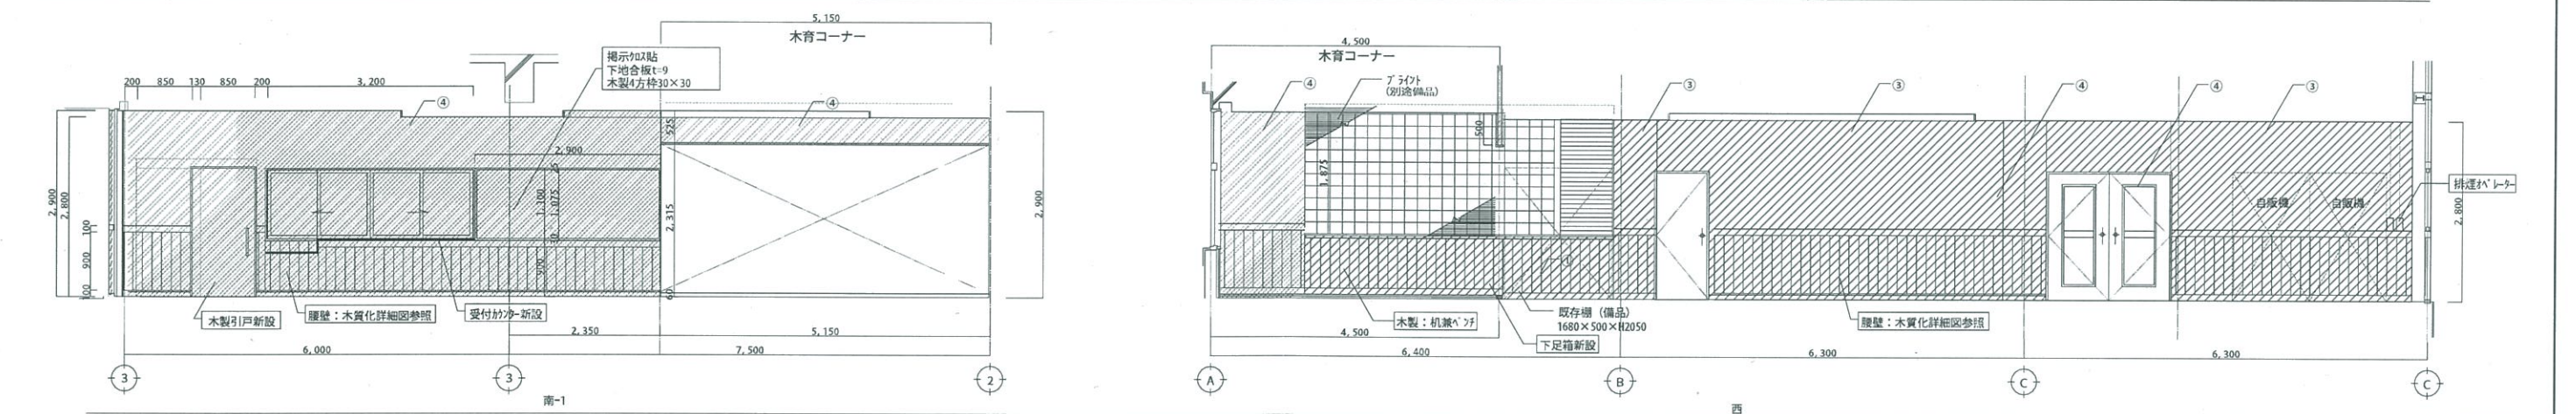 5,150
木育コーナー
掲示ｸﾛｽ貼
下地合板t=9
木製4方枠30×30
200 850 130 850 200 3,200
④
④
525
2,900
25
2,900
2,800
1,100
1,075
2,315
2,900
100
900
100
30
900
60
木製引戸新設
腰壁：木質化詳細図参照
受付ｶｳﾝﾀｰ新設
2,350
5,150
6,000
7,500
3
3
2
南-1
4,500
木育コーナー
④
ﾌﾞﾗｲﾝﾄ
(別途備品)
③
③
④
④
③
500
1,875
排煙ｵﾍﾟﾚｰﾀｰ
自販機
自販機
2,800
①
木製：机兼ﾍﾞﾝﾁ
既存棚（備品）
1680×500×H2050
腰壁：木質化詳細図参照
4,500
下足箱新設
6,400
6,300
6,300
A
B
C
C
西